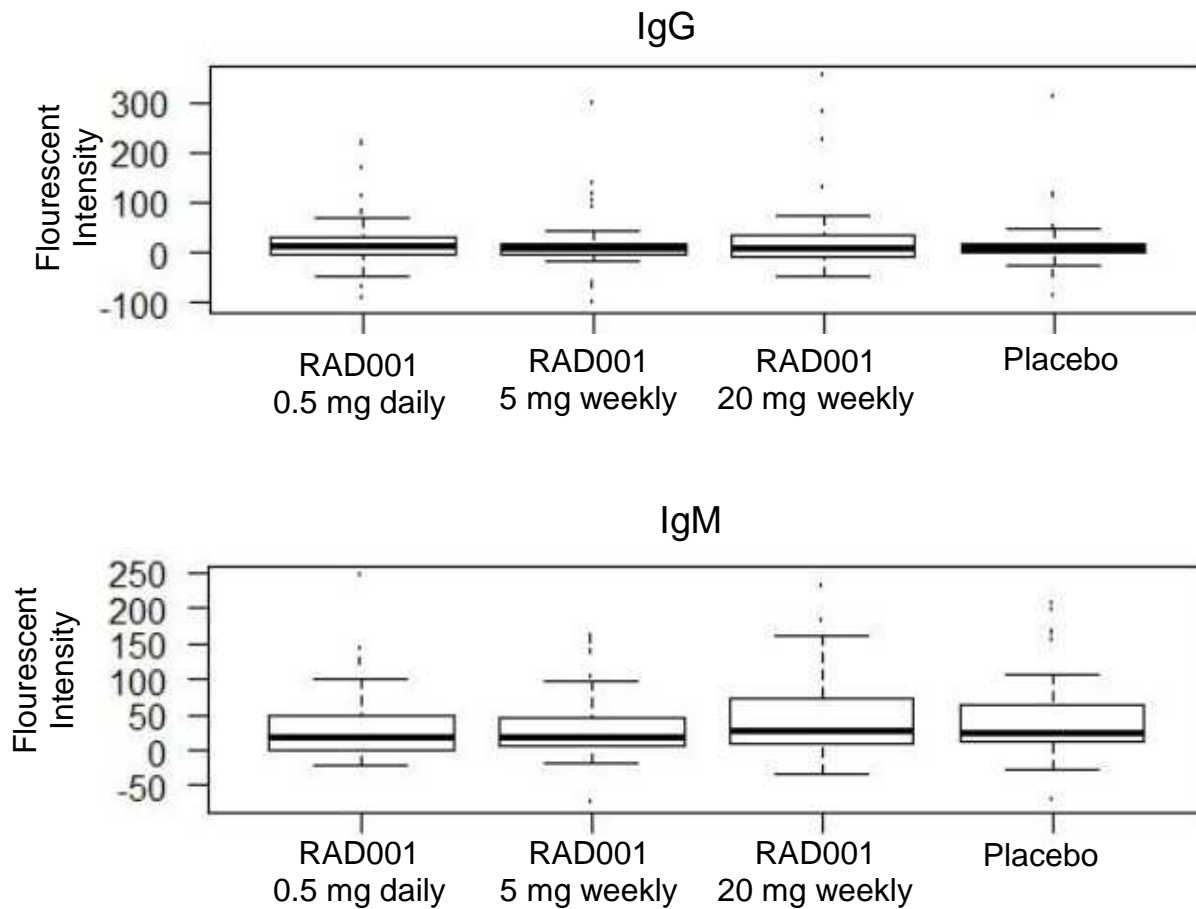 IgG
Flourescent
Intensity
300
200
100
0
-100
RAD001
0.5 mg daily
RAD001
5 mg weekly
RAD001
20 mg weekly
Placebo
IgM
Flourescent
Intensity
250
200
150
100
50
0
-50
RAD001
0.5 mg daily
RAD001
5 mg weekly
RAD001
20 mg weekly
Placebo